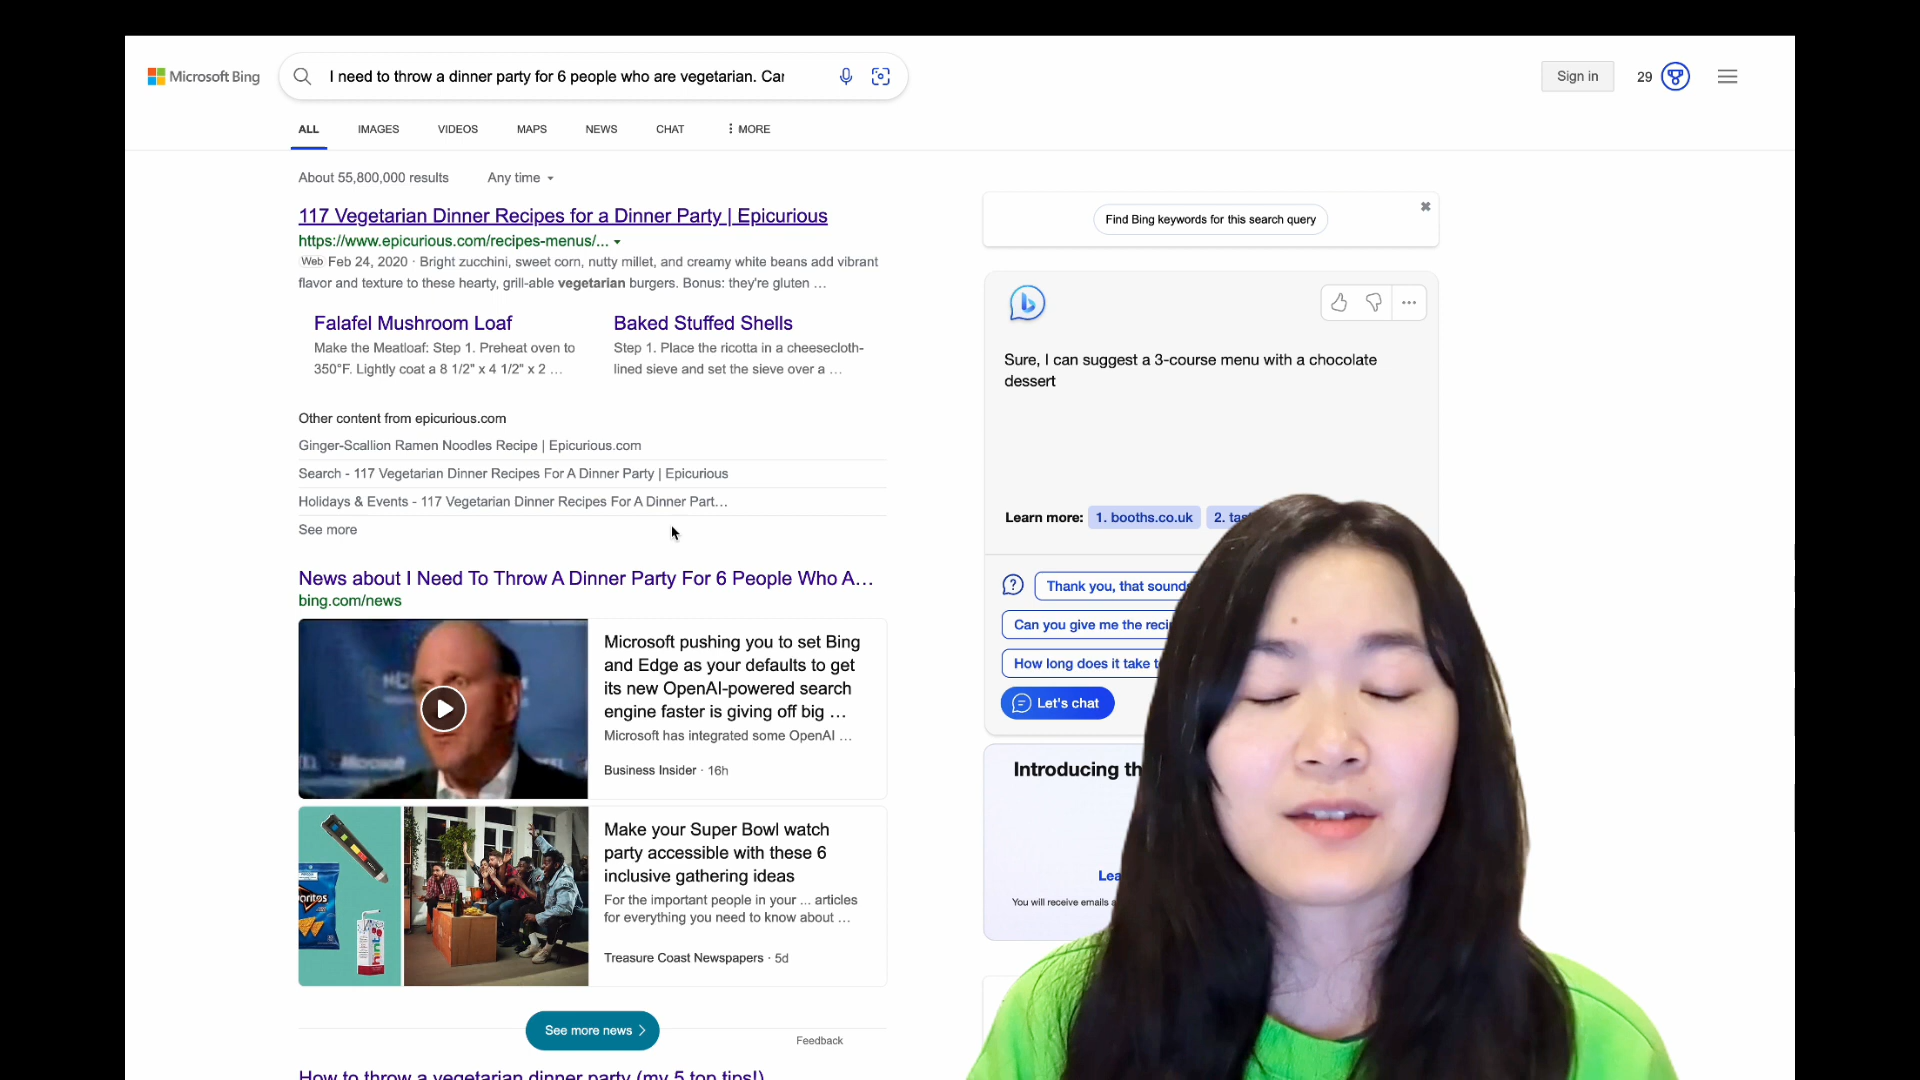 Microsoft Bing
I need to throw a dinner party for 6 people who are vegetarian. Car
Sign in
29
ALL
IMAGES
VIDEOS
MAPS
NEWS
CHAT
MORE
About 55,800,000 results
Any time
117 Vegetarian Dinner Recipes for a Dinner Party | Epicurious
https://www.epicurious.com/recipes-menus/...
Web Feb 24, 2020 · Bright zucchini, sweet corn, nutty millet, and creamy white beans add vibrant
flavor and texture to these hearty, grill-able vegetarian burgers. Bonus: they're gluten ...
Falafel Mushroom Loaf
Make the Meatloaf: Step 1. Preheat oven to
350°F. Lightly coat a 8 1/2" x 4 1/2" x 2 ...
Baked Stuffed Shells
Step 1. Place the ricotta in a cheesecloth-
lined sieve and set the sieve over a ...
Other content from epicurious.com
Ginger-Scallion Ramen Noodles Recipe | Epicurious.com
Search - 117 Vegetarian Dinner Recipes For A Dinner Party | Epicurious
Holidays & Events - 117 Vegetarian Dinner Recipes For A Dinner Part...
See more
News about I Need To Throw A Dinner Party For 6 People Who A...
bing.com/news
Microsoft pushing you to set Bing
and Edge as your defaults to get
its new OpenAI-powered search
engine faster is giving off big ...
Microsoft has integrated some OpenAI ...
Business Insider · 16h
Make your Super Bowl watch
party accessible with these 6
inclusive gathering ideas
For the important people in your ... articles
for everything you need to know about ...
Treasure Coast Newspapers · 5d
See more news
Feedback
How to throw a vegetarian dinner party (my 5 top tips!)
Find Bing keywords for this search query
Sure, I can suggest a 3-course menu with a chocolate
dessert
Learn more: 1. booths.co.uk 2. tas
Thank you, that sound
Can you give me the reci
How long does it take t
Let's chat
Introducing th
Lea
You will receive emails a